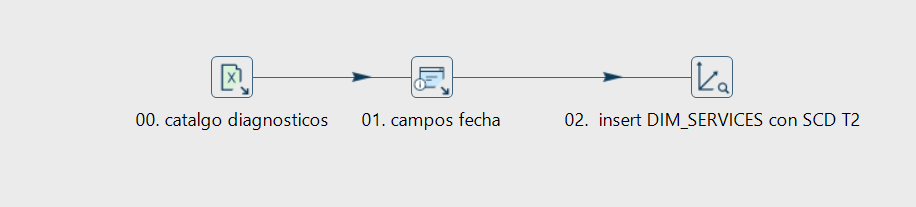 00. catalgo diagnosticos
01. campos fecha
02.  insert DIM_SERVICES con SCD T2